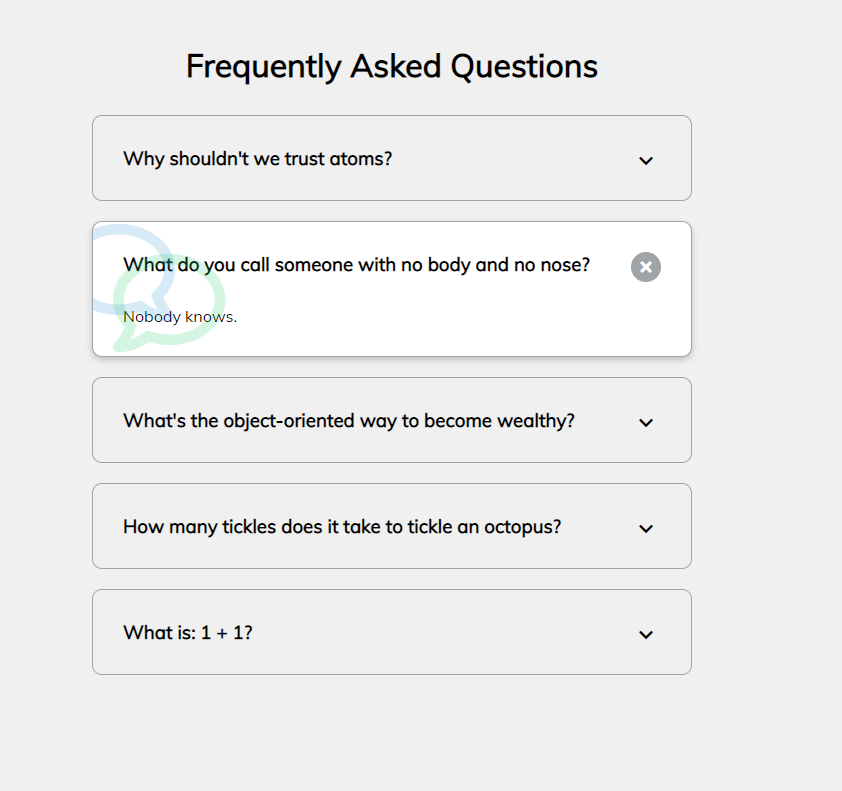 Frequently Asked Questions
Why shouldn't we trust atoms?
What do you call someone with no body and no nose?
Nobody knows.
What's the object-oriented way to become wealthy?
How many tickles does it take to tickle an octopus?
What is: 1 + 1?